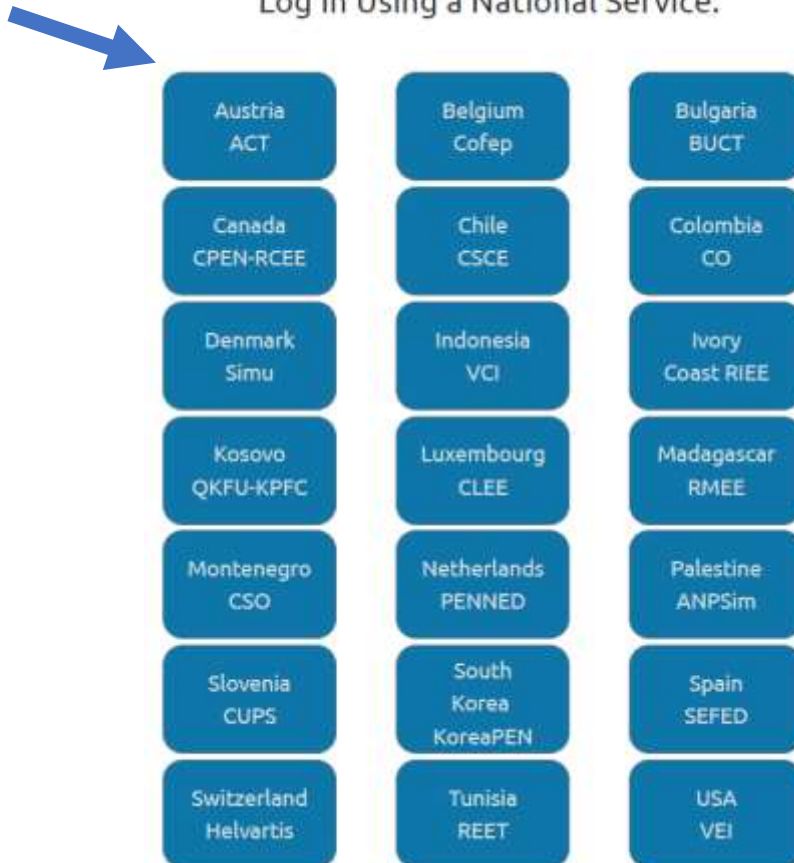 Log in Using a National Service:
Austria
ACT
Belgium
Cofep
Bulgaria
BUCT
Canada
CPEN-RCEE
Chile
CSCE
Colombia
CO
Denmark
Simu
Indonesia
VCI
Ivory
Coast RIEE
Kosovo
QKFU-KPFC
Luxembourg
CLEE
Madagascar
RMEE
Montenegro
CSO
Netherlands
PENNED
Palestine
ANPSim
Slovenia
CUPS
South
Korea
KoreaPEN
Spain
SEFED
Switzerland
Helvartis
Tunisia
REET
USA
VEI